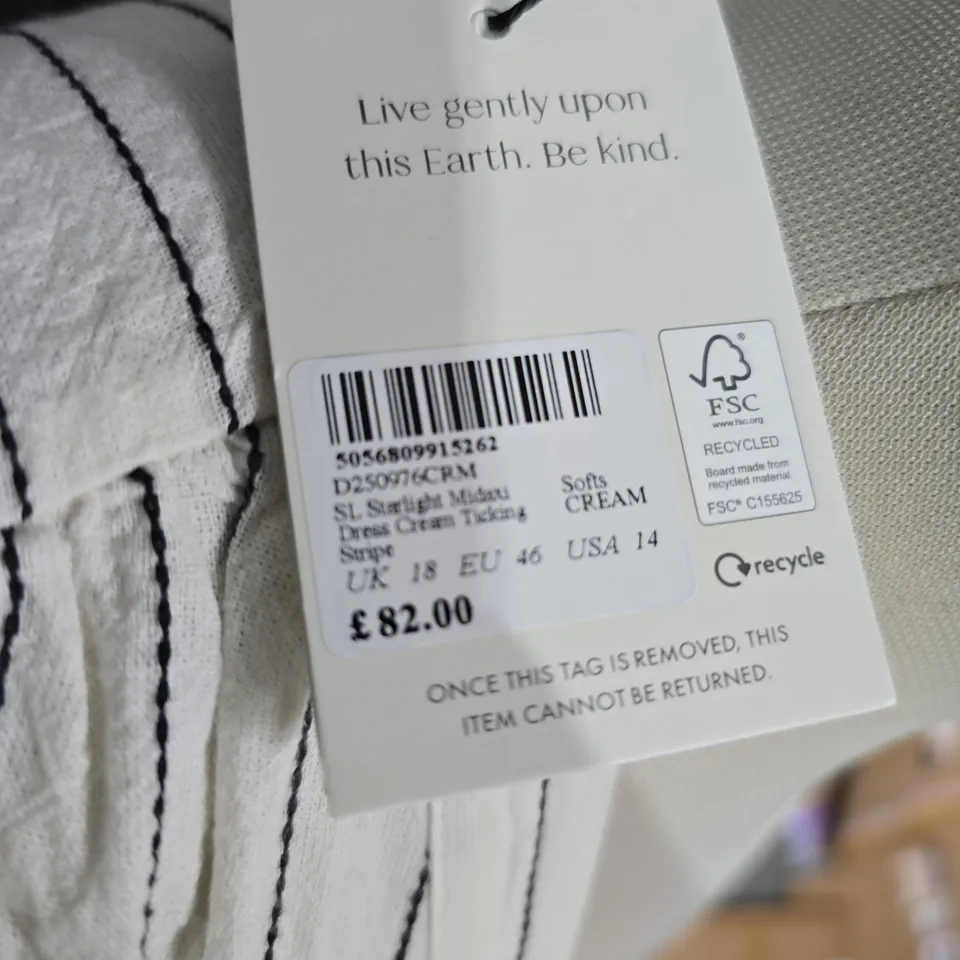 Live gently upon
this Earth. Be kind.
5056809915262
D250976CRM
SL Starlight Midaxi
Dress Cream Ticking
Stripe
Softs
CREAM
UK 18 EU 46 USA 14
£82.00
FSC®
www.fsc.org
RECYCLED
Board made from
recycled material
FSC® C155625
recycle
ONCE THIS TAG IS REMOVED, THIS
ITEM CANNOT BE RETURNED.